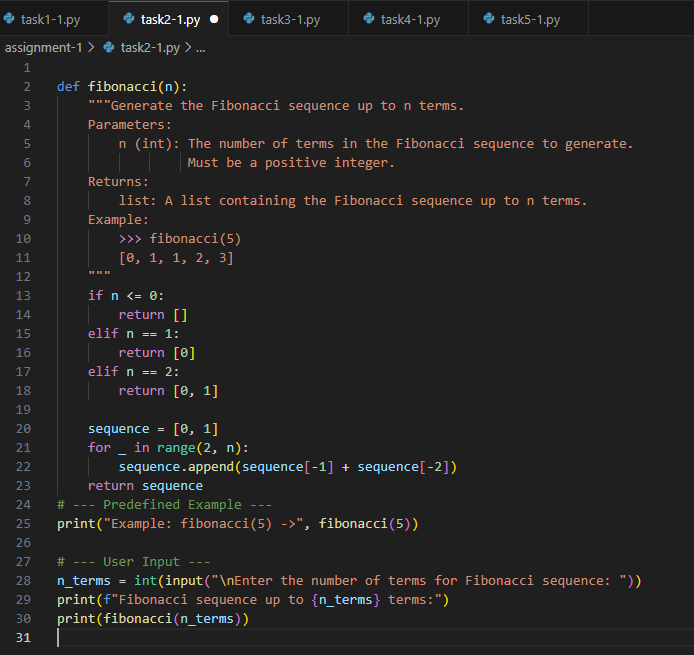 task1-1.py task2-1.py task3-1.py task4-1.py task5-1.py
assignment-1 > task2-1.py > ...
1
2 def fibonacci(n):
3     """Generate the Fibonacci sequence up to n terms.
4     Parameters:
5         n (int): The number of terms in the Fibonacci sequence to generate.
6                  Must be a positive integer.
7     Returns:
8         list: A list containing the Fibonacci sequence up to n terms.
9     Example:
10         >>> fibonacci(5)
11         [0, 1, 1, 2, 3]
12     """
13     if n <= 0:
14         return []
15     elif n == 1:
16         return [0]
17     elif n == 2:
18         return [0, 1]
19
20     sequence = [0, 1]
21     for _ in range(2, n):
22         sequence.append(sequence[-1] + sequence[-2])
23     return sequence
24 # --- Predefined Example ---
25 print("Example: fibonacci(5) ->", fibonacci(5))
26
27 # --- User Input ---
28 n_terms = int(input("\nEnter the number of terms for Fibonacci sequence: "))
29 print(f"Fibonacci sequence up to {n_terms} terms:")
30 print(fibonacci(n_terms))
31